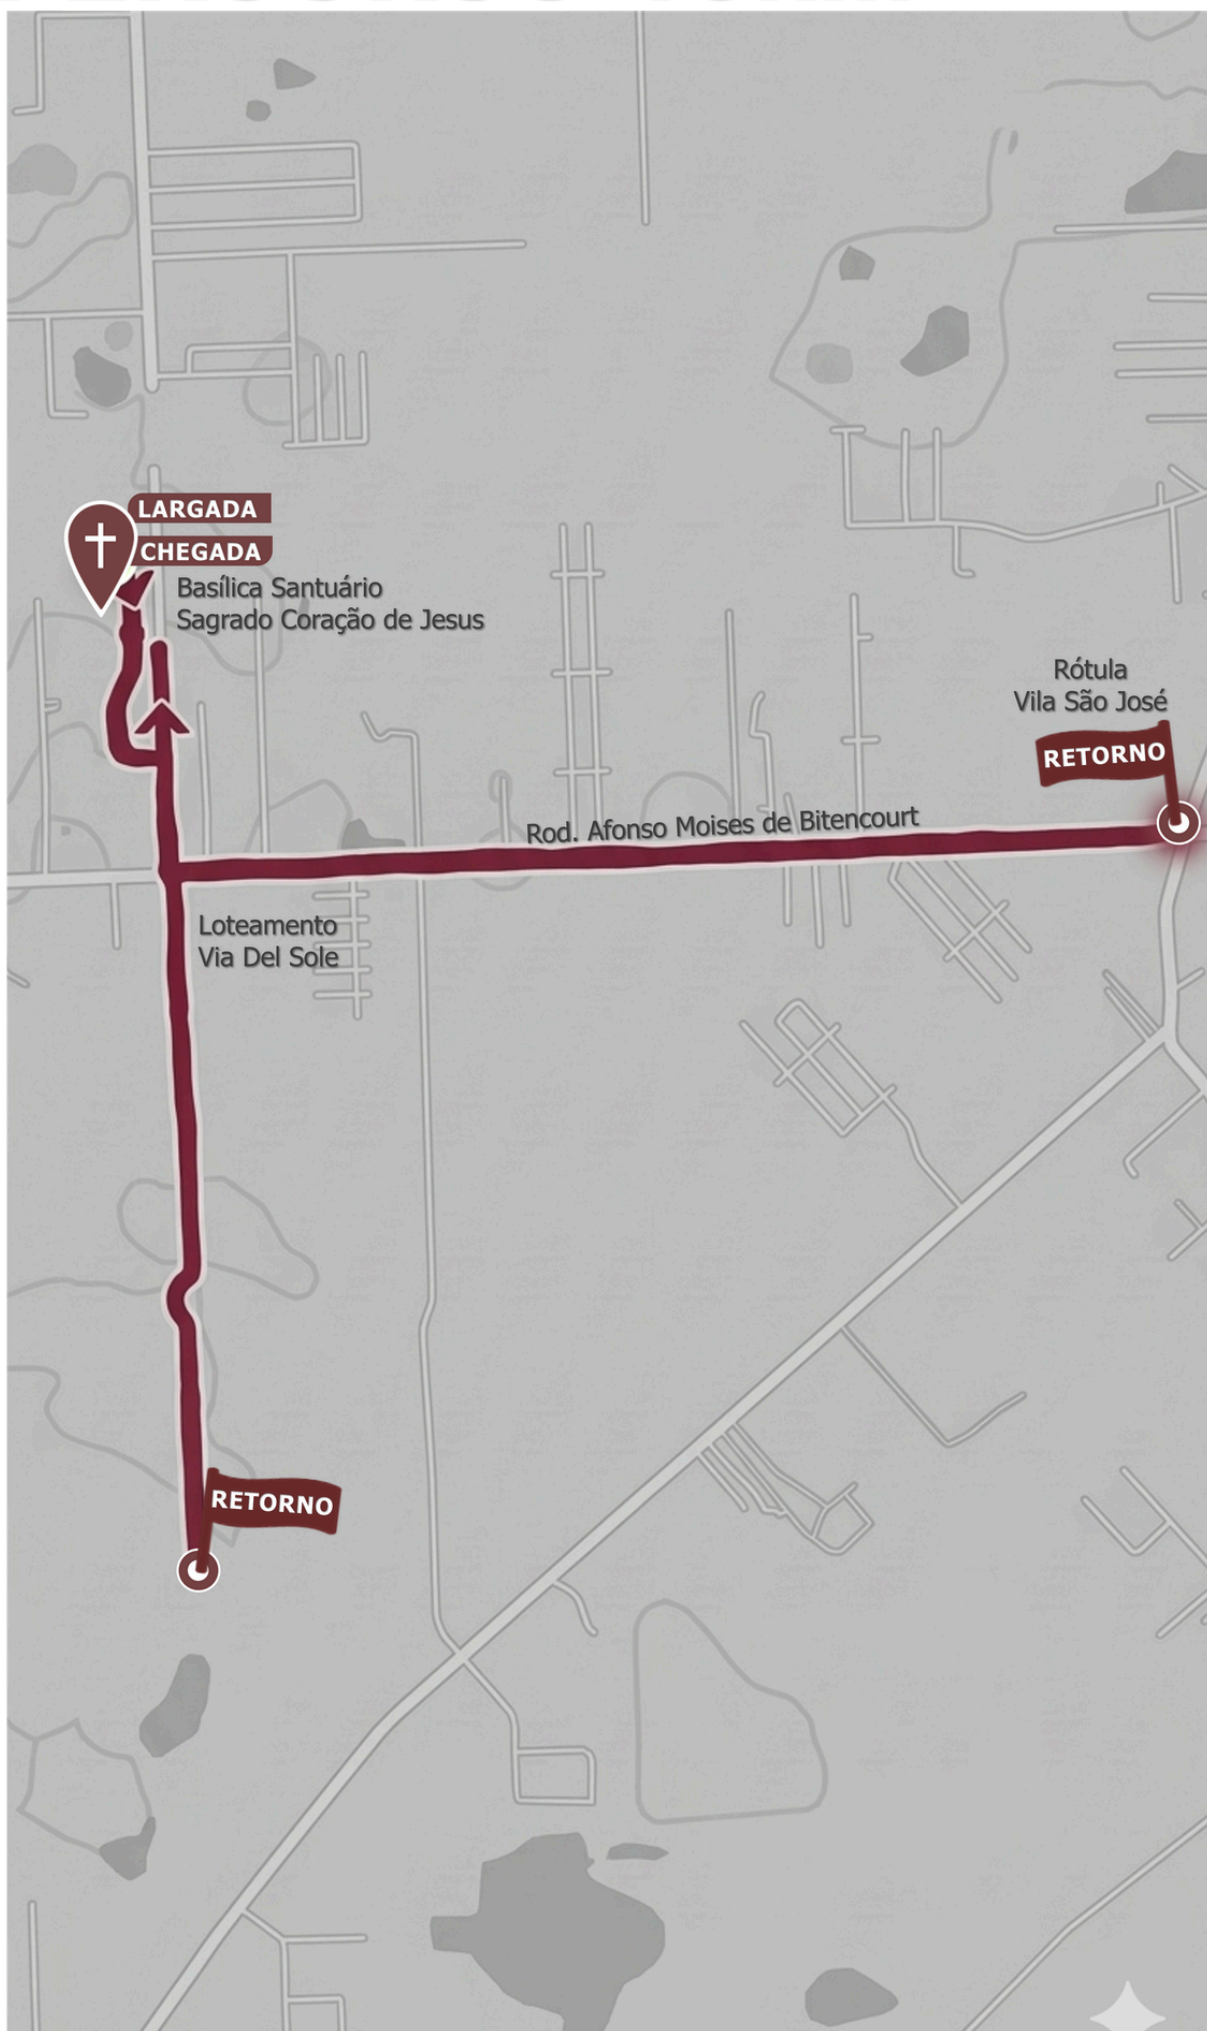 LARGADA
CHEGADA
Basílica Santuário
Sagrado Coração de Jesus
Rótula
Vila São José
RETORNO
Rod. Afonso Moises de Bitencourt
Loteamento
Via Del Sole
RETORNO